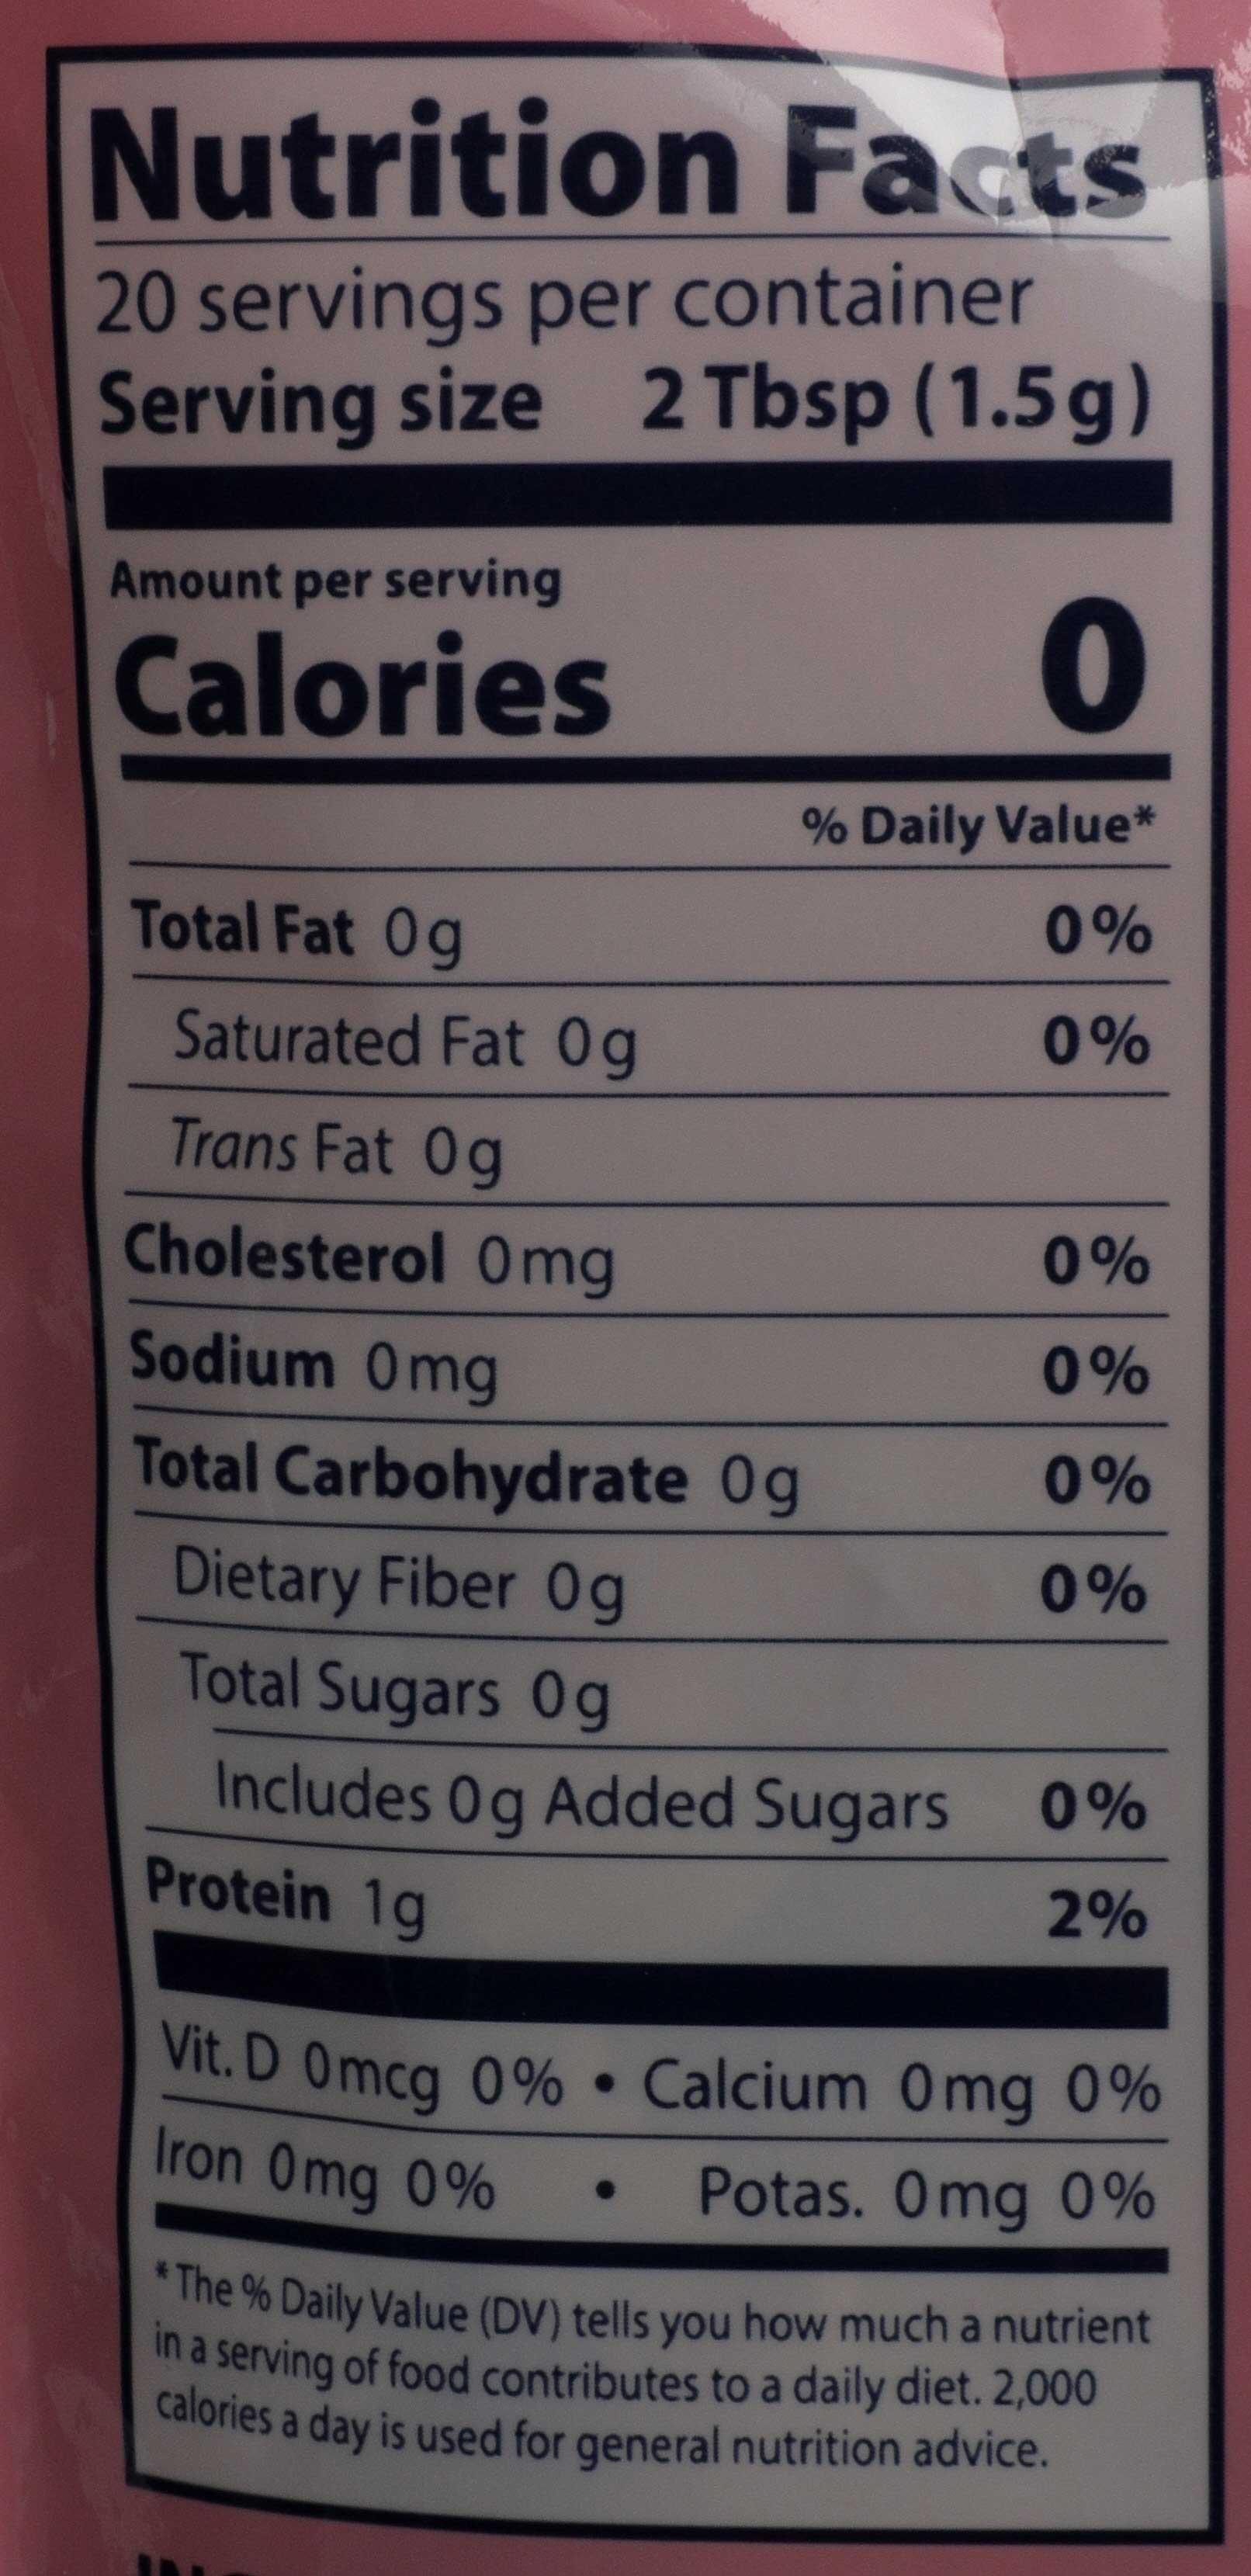 Nutrition Facts
20 servings per container
Serving size 2 Tbsp (1.5g)
Amount per serving
Calories 0
% Daily Value*
Total Fat 0g 0%
Saturated Fat 0g 0%
Trans Fat 0g
Cholesterol 0mg 0%
Sodium 0mg 0%
Total Carbohydrate 0g 0%
Dietary Fiber 0g 0%
Total Sugars 0g
Includes 0g Added Sugars 0%
Protein 1g 2%
Vit. D 0mcg 0% • Calcium 0mg 0%
Iron 0mg 0% • Potas. 0mg 0%
* The % Daily Value (DV) tells you how much a nutrient
in a serving of food contributes to a daily diet. 2,000
calories a day is used for general nutrition advice.